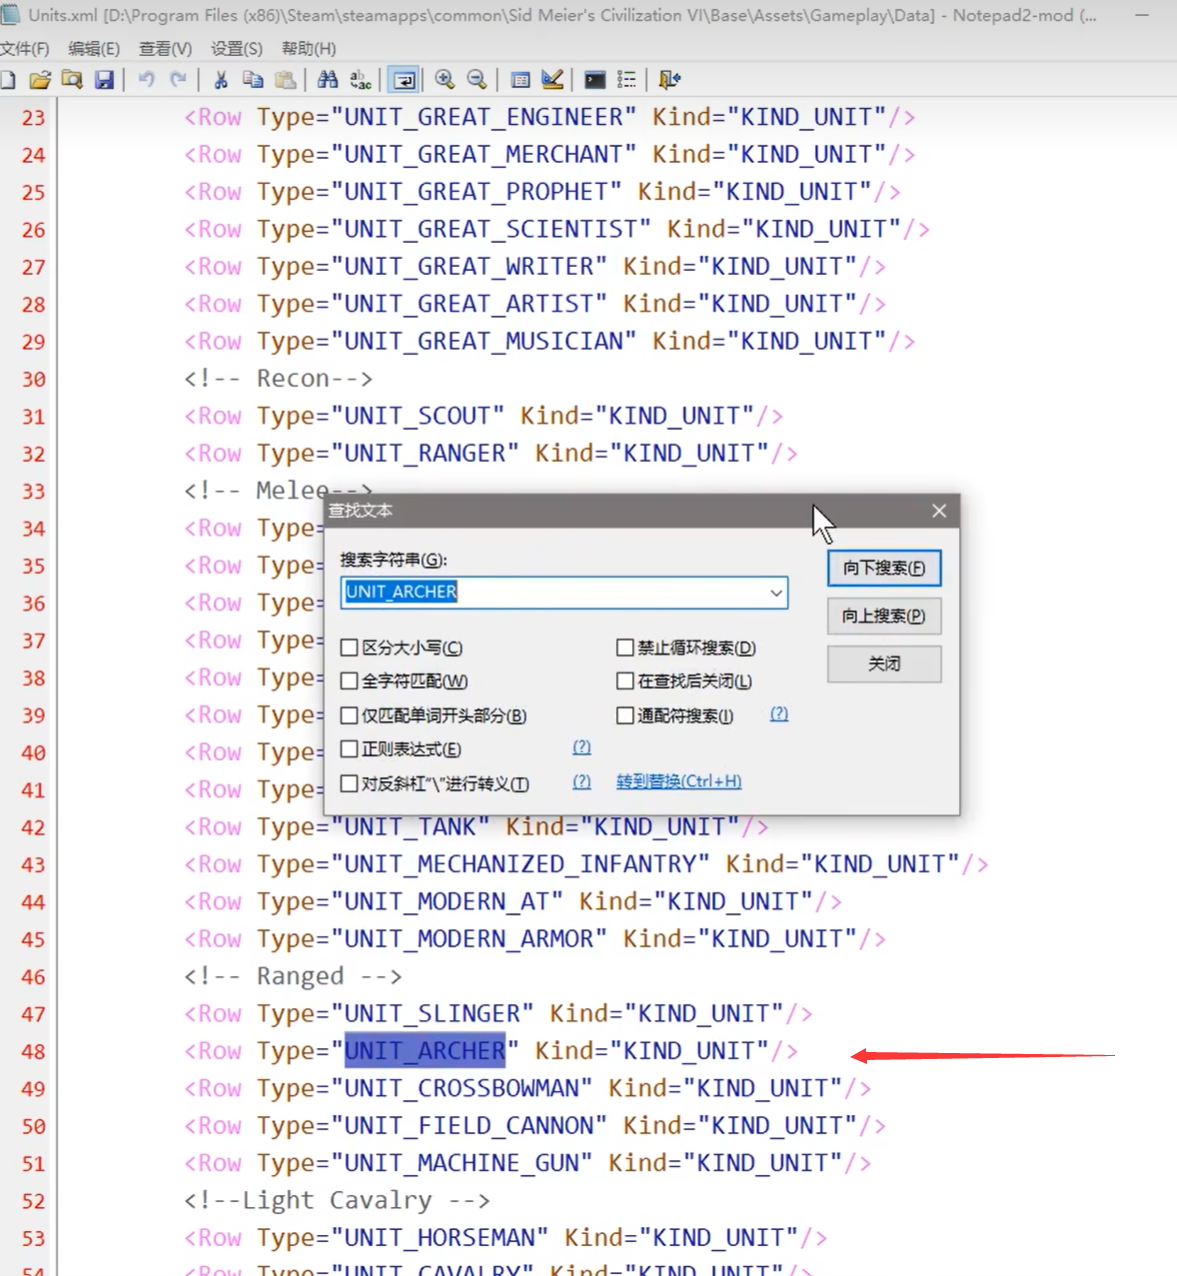 Units.xml [D:\Program Files (x86)\Steam\steamapps\common\Sid Meier's Civilization VI\Base\Assets\Gameplay\Data] - Notepad2-mod (...
文件(F) 编辑(E) 查看(V) 设置(S) 帮助(H)
23 <Row Type="UNIT_GREAT_ENGINEER" Kind="KIND_UNIT"/>
24 <Row Type="UNIT_GREAT_MERCHANT" Kind="KIND_UNIT"/>
25 <Row Type="UNIT_GREAT_PROPHET" Kind="KIND_UNIT"/>
26 <Row Type="UNIT_GREAT_SCIENTIST" Kind="KIND_UNIT"/>
27 <Row Type="UNIT_GREAT_WRITER" Kind="KIND_UNIT"/>
28 <Row Type="UNIT_GREAT_ARTIST" Kind="KIND_UNIT"/>
29 <Row Type="UNIT_GREAT_MUSICIAN" Kind="KIND_UNIT"/>
30 <!-- Recon-->
31 <Row Type="UNIT_SCOUT" Kind="KIND_UNIT"/>
32 <Row Type="UNIT_RANGER" Kind="KIND_UNIT"/>
33 <!-- Melee-->
34 <Row Type=
35 <Row Type=
36 <Row Type=
37 <Row Type=
38 <Row Type=
39 <Row Type=
40 <Row Type=
41 <Row Type=
查找文本
搜索字符串(G):
UNIT_ARCHER
向下搜索(F)
向上搜索(P)
关闭
区分大小写(C) 禁止循环搜索(D)
全字符匹配(W) 在查找后关闭(L)
仅匹配单词开头部分(B) 通配符搜索(I) (?)
正则表达式(E) (?)
对反斜杠"\"进行转义(T) (?) 转到替换(Ctrl+H)
42 <Row Type="UNIT_TANK" Kind="KIND_UNIT"/>
43 <Row Type="UNIT_MECHANIZED_INFANTRY" Kind="KIND_UNIT"/>
44 <Row Type="UNIT_MODERN_AT" Kind="KIND_UNIT"/>
45 <Row Type="UNIT_MODERN_ARMOR" Kind="KIND_UNIT"/>
46 <!-- Ranged -->
47 <Row Type="UNIT_SLINGER" Kind="KIND_UNIT"/>
48 <Row Type="UNIT_ARCHER" Kind="KIND_UNIT"/>
49 <Row Type="UNIT_CROSSBOWMAN" Kind="KIND_UNIT"/>
50 <Row Type="UNIT_FIELD_CANNON" Kind="KIND_UNIT"/>
51 <Row Type="UNIT_MACHINE_GUN" Kind="KIND_UNIT"/>
52 <!--Light Cavalry -->
53 <Row Type="UNIT_HORSEMAN" Kind="KIND_UNIT"/>
54 <Row Type="UNIT_CAVALRY" Kind="KIND_UNIT"/>